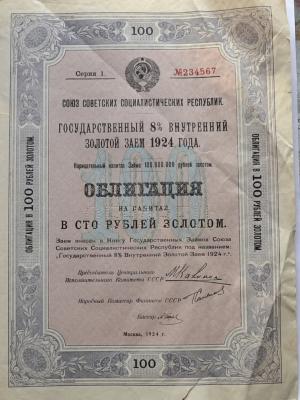 100
Серия 1.
№234567
СОЮЗ СОВЕТСКИХ СОЦИАЛИСТИЧЕСКИХ РЕСПУБЛИК.
ГОСУДАРСТВЕННЫЙ 8% ВНУТРЕННИЙ
ЗОЛОТОЙ ЗАЕМ 1924 ГОДА.
Нарицательный капитал Займа 100.000.000 рублей золотом.
ОБЛИГАЦИЯ
НА КАПИТАЛ
В СТО РУБЛЕЙ ЗОЛОТОМ.
Заем внесен в Книгу Государственных Займов Союза
Советских Социалистических Республик под названием
„Государственный 8% Внутренний Золотой Заем 1924 г."
Председатель Центрального
Исполнительного Комитета СССР
Народный Комиссар Финансов СССР
Кассир
Москва, 1924 г.
100
ОБЛИГАЦИЯ В 100 РУБЛЕЙ ЗОЛОТОМ.
ОБЛИГАЦИЯ В 100 РУБЛЕЙ ЗОЛОТОМ.